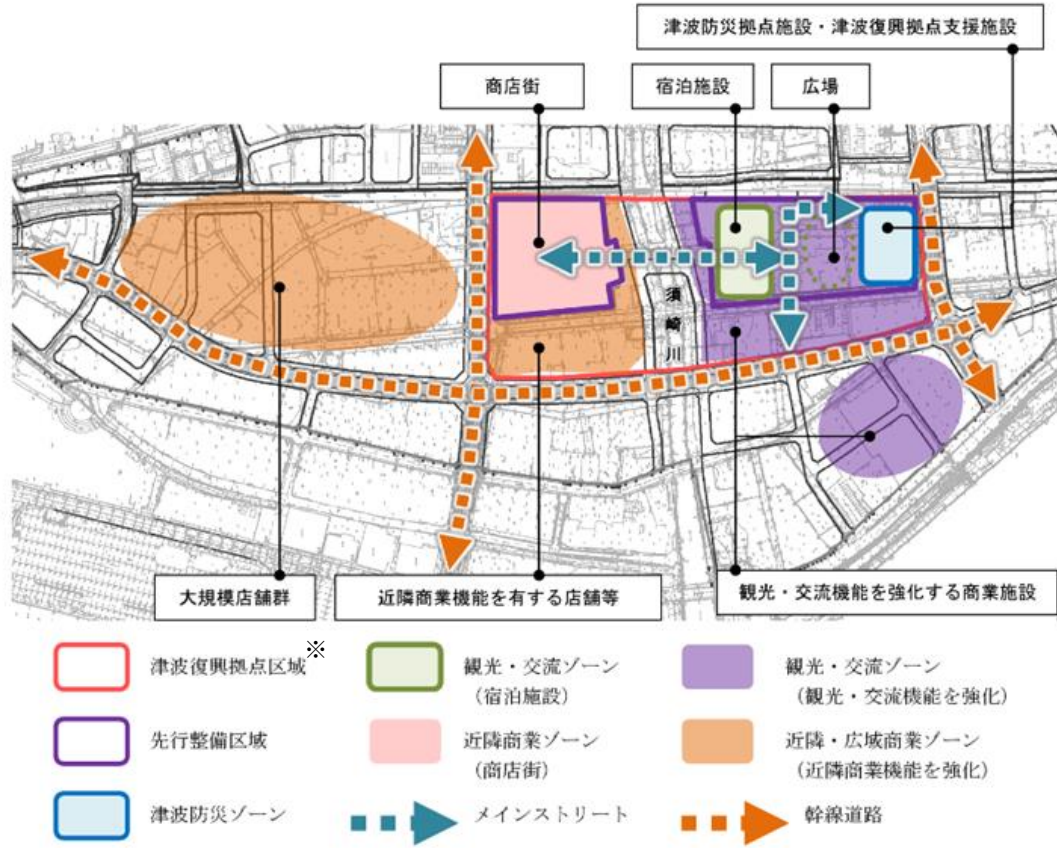 津波防災拠点施設・津波復興拠点支援施設
商店街
宿泊施設
広場
須崎川
大規模店舗群
近隣商業機能を有する店舗等
観光・交流機能を強化する商業施設
津波復興拠点区域※
観光・交流ゾーン
(宿泊施設)
観光・交流ゾーン
(観光・交流機能を強化)
先行整備区域
近隣商業ゾーン
(商店街)
近隣・広域商業ゾーン
(近隣商業機能を強化)
津波防災ゾーン
メインストリート
幹線道路